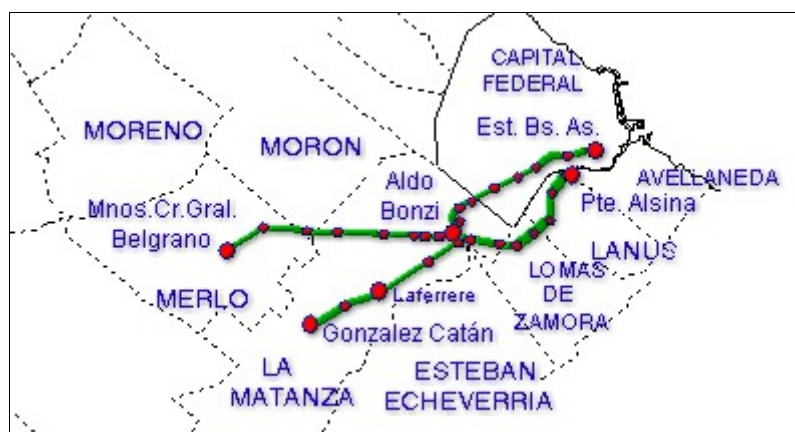 CAPITAL
FEDERAL
MORENO
MORON
Est. Bs. As.
Aldo
Bonzi
AVELLANEDA
Pte. Alsina
Mnos.Cr.Gral.
Belgrano
LANUS
LOMAS
DE
ZAMORA
MERLO
Laferrere
Gonzalez Catán
LA
MATANZA
ESTEBAN
ECHEVERRIA